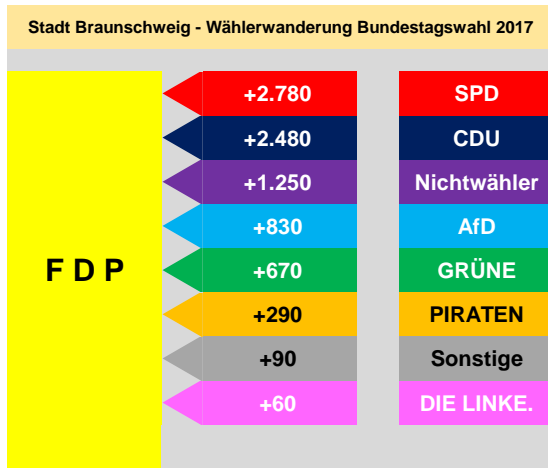 Stadt Braunschweig - Wählerwanderung Bundestagswahl 2017
+2.780 SPD
+2.480 CDU
+1.250 Nichtwähler
+830 AfD
F D P +670 GRÜNE
+290 PIRATEN
+90 Sonstige
+60 DIE LINKE.